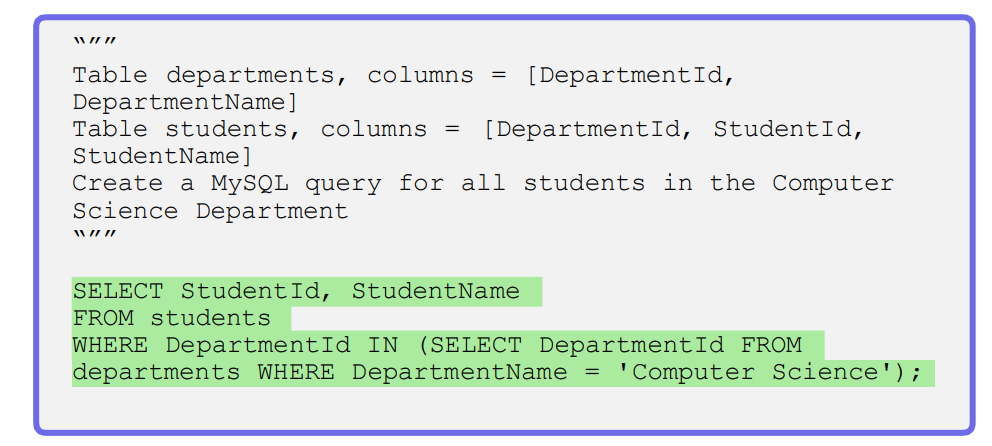 “””
Table departments, columns = [DepartmentId,
DepartmentName]
Table students, columns = [DepartmentId, StudentId,
StudentName]
Create a MySQL query for all students in the Computer
Science Department
“””
SELECT StudentId, StudentName
FROM students
WHERE DepartmentId IN (SELECT DepartmentId FROM
departments WHERE DepartmentName = 'Computer Science');